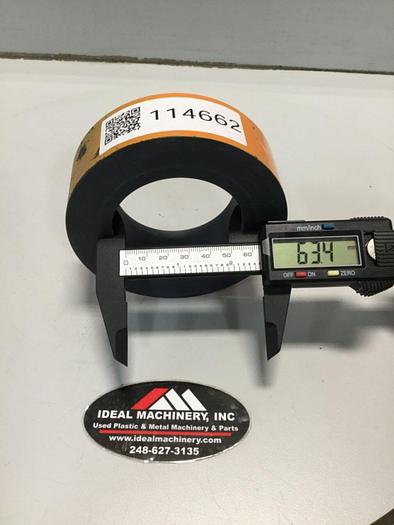 114662
mm/inch
63.4
OFF ON ZERO
0 10 20 30 40 50 60
IDEAL MACHINERY, INC
Used Plastic & Metal Machinery & Parts
www.idealmachinery.com
248-627-3135